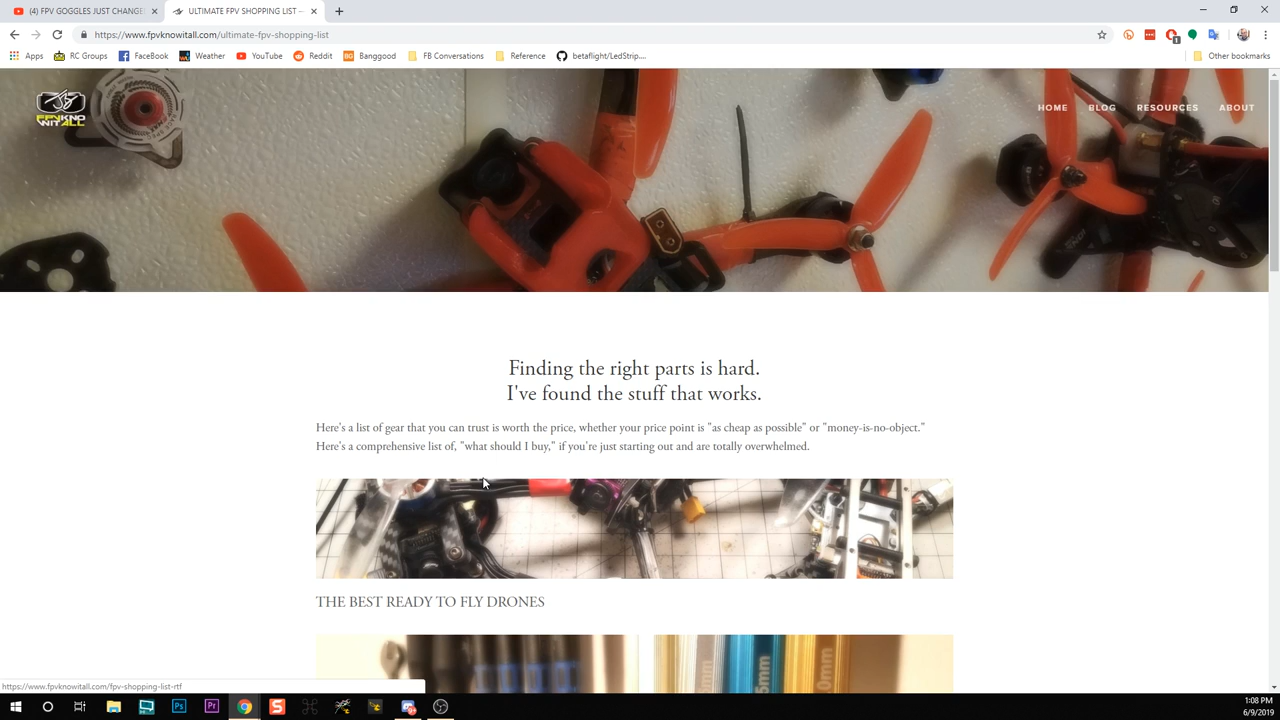 (4) FPV GOGGLES JUST CHANGE
ULTIMATE FPV SHOPPING LIST —
https://www.fpvknowitall.com/ultimate-fpv-shopping-list
Apps
RC Groups
FaceBook
Weather
YouTube
Reddit
BG
Banggood
FB Conversations
Reference
betaflight/LedStrip....
Other bookmarks
FPVKNO
WITALL
HOME
BLOG
RESOURCES
ABOUT
Finding the right parts is hard.
I've found the stuff that works.
Here's a list of gear that you can trust is worth the price, whether your price point is "as cheap as possible" or "money-is-no-object."
Here's a comprehensive list of, "what should I buy," if you're just starting out and are totally overwhelmed.
THE BEST READY TO FLY DRONES
https://www.fpvknowitall.com/fpv-shopping-list-rtf
1:08 PM
6/9/2019